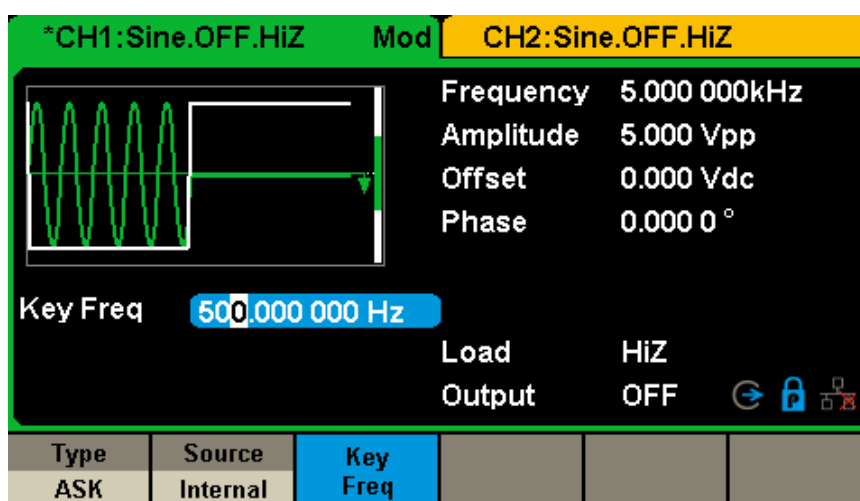 *CH1:Sine.OFF.HiZ Mod CH2:Sine.OFF.HiZ
Frequency 5.000 000kHz
Amplitude 5.000 Vpp
Offset 0.000 Vdc
Phase 0.000 0 °
Key Freq 500.000 000 Hz
Load HiZ
Output OFF P
Type Source Key
ASK Internal Freq